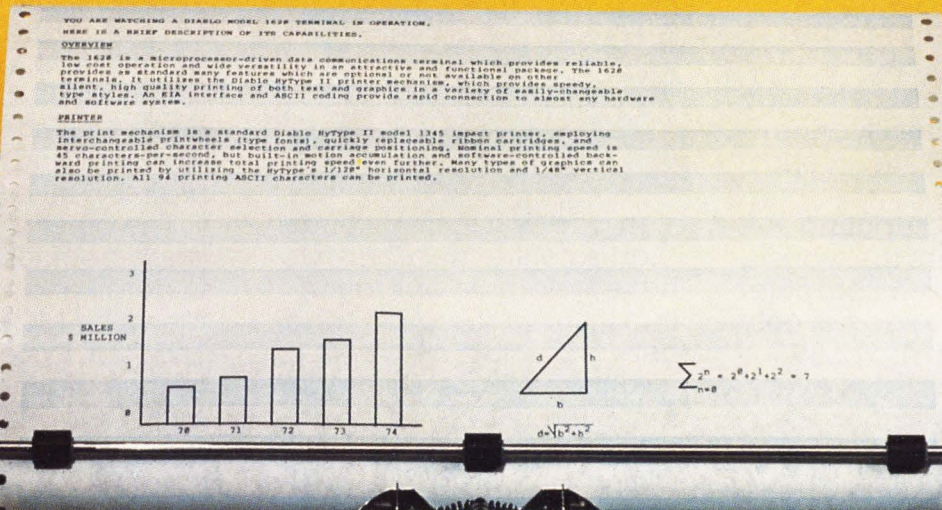 YOU ARE WATCHING A DIABLO MODEL 1620 TERMINAL IN OPERATION.
HERE IS A BRIEF DESCRIPTION OF ITS CAPABILITIES.
OVERVIEW
The 1620 is a microprocessor-driven data communications terminal which provides reliable,
low cost operation and wide versatility in an attractive and functional package. The 1620
provides as standard many features which are optional or not available on other
terminals. It utilizes the Diablo HyType II printer mechanism, which provides speedy,
silent, high quality printing of both text and graphics in a variety of easily-changeable
type styles. An EIA interface and ASCII coding provide rapid connection to almost any hardware
and software system.
PRINTER
The print mechanism is a standard Diablo HyType II model 1345 impact printer, employing
interchangeable printwheels (type fonts), quickly replaceable ribbon cartridges, and
servo-controlled character selection and carriage positioning. Nominal print speed is
45 characters-per-second, but built-in motion accumulation and software-controlled back-
ward printing can increase total printing speed even further. Many types of graphics can
also be printed by utilizing the HyType's 1/120" horizontal resolution and 1/48" vertical
resolution. All 94 printing ASCII characters can be printed.
3
2
SALES
$ MILLION
1
0
70 71 72 73 74
d h
b
d=√b²+h²
∑ 2ⁿ = 2⁰+2¹+2² = 7
n=0